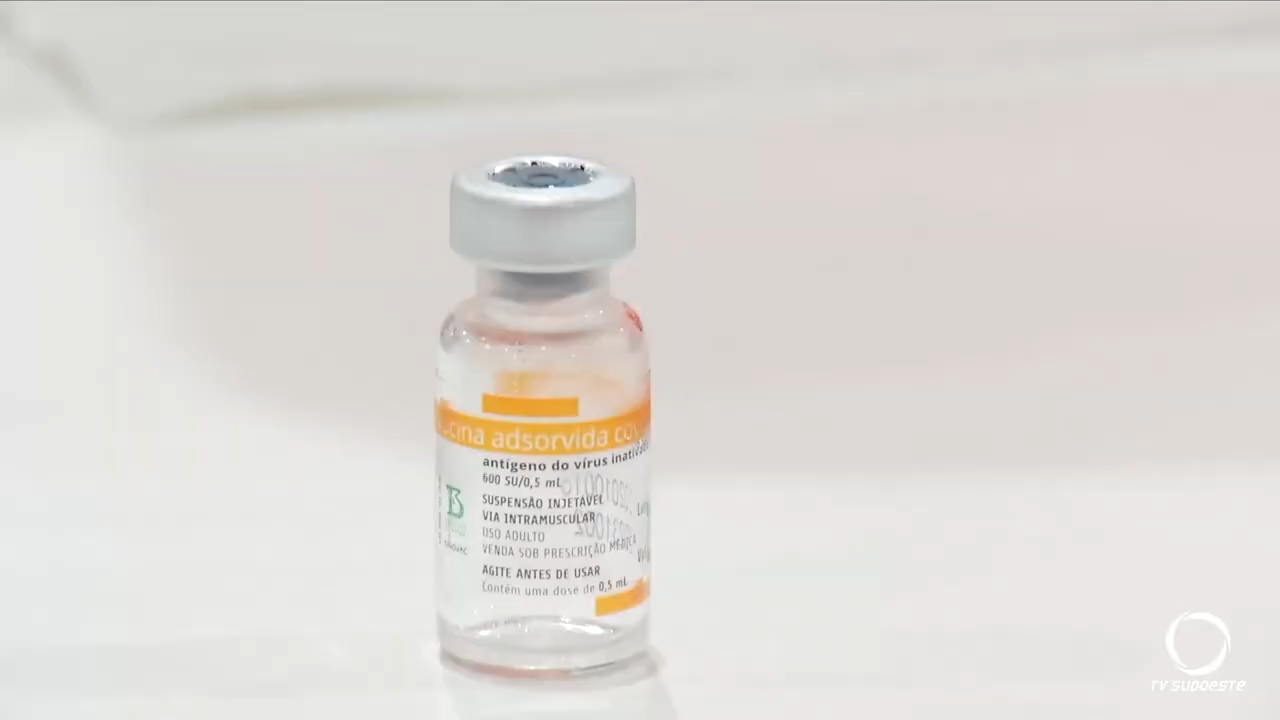 adsorvida
antígeno do vírus
600 SU/0,5 mL
SUSPENSÃO INJETÁVEL
VIA INTRAMUSCULAR
USO ADULTO
VENDA SOB PRESCRIÇÃO MÉDICA
AGITE ANTES DE USAR
Contém uma dose de 0,5 mL
TV SUDOESTE